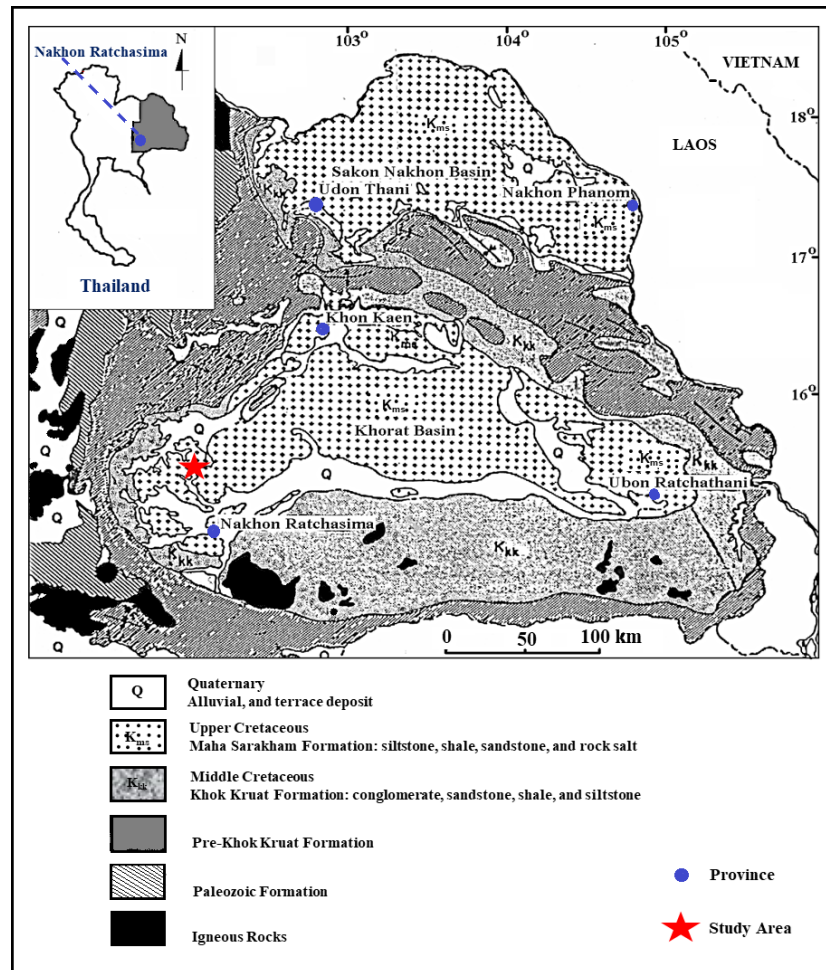 Nakhon Ratchasima
N
Thailand
103°
104°
105°
VIETNAM
LAOS
18°
17°
16°
Kms
Sakon Nakhon Basin
Q
Kkk
Udon Thani
Nakhon Phanom
Kms
Q
Khon Kaen
Kms
Kkk
Kms
Khorat Basin
Q
Q
Q
Kms
Kkk
Q
Ubon Ratchathani
Q
Nakhon Ratchasima
Kkk
Kkk
Q
Q
0 50 100 km
Q
Quaternary
Alluvial, and terrace deposit
Kms
Upper Cretaceous
Maha Sarakham Formation: siltstone, shale, sandstone, and rock salt
Kkk
Middle Cretaceous
Khok Kruat Formation: conglomerate, sandstone, shale, and siltstone
Pre-Khok Kruat Formation
Paleozoic Formation
Igneous Rocks
Province
Study Area